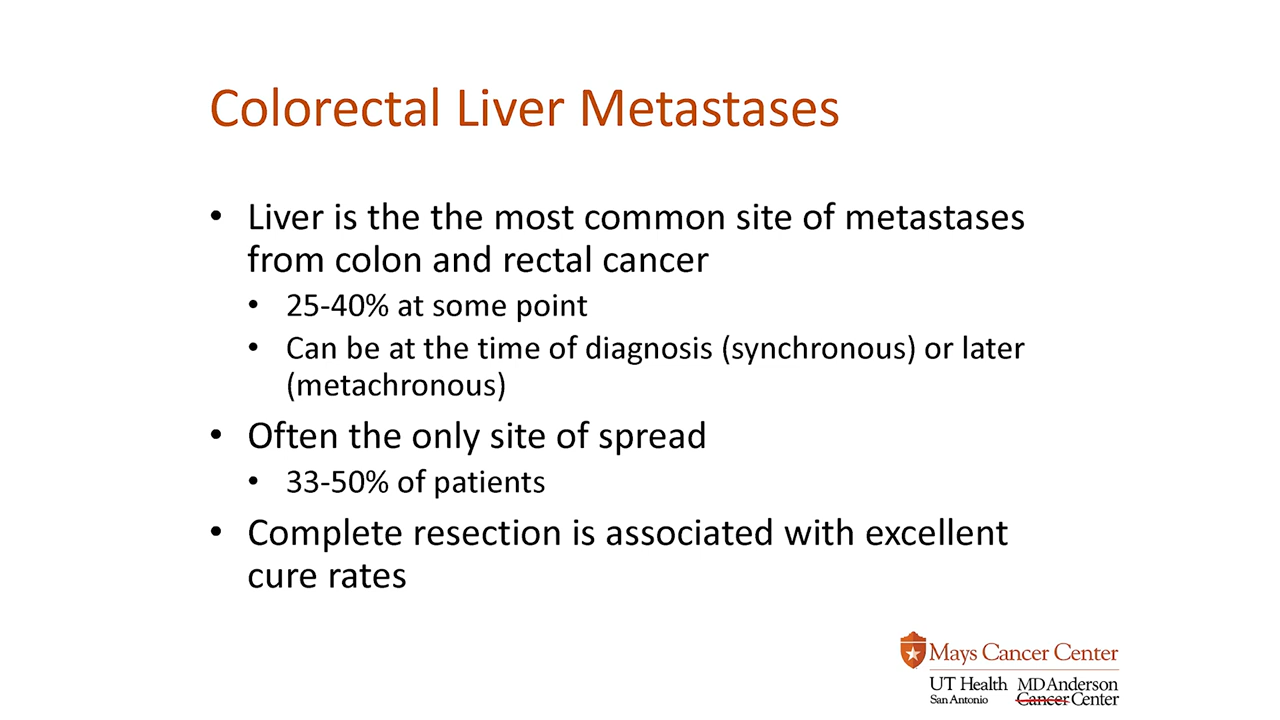 Colorectal Liver Metastases
• Liver is the the most common site of metastases
from colon and rectal cancer
• 25-40% at some point
• Can be at the time of diagnosis (synchronous) or later
(metachronous)
• Often the only site of spread
• 33-50% of patients
• Complete resection is associated with excellent
cure rates
Mays Cancer Center
UT Health MD Anderson
San Antonio Cancer Center